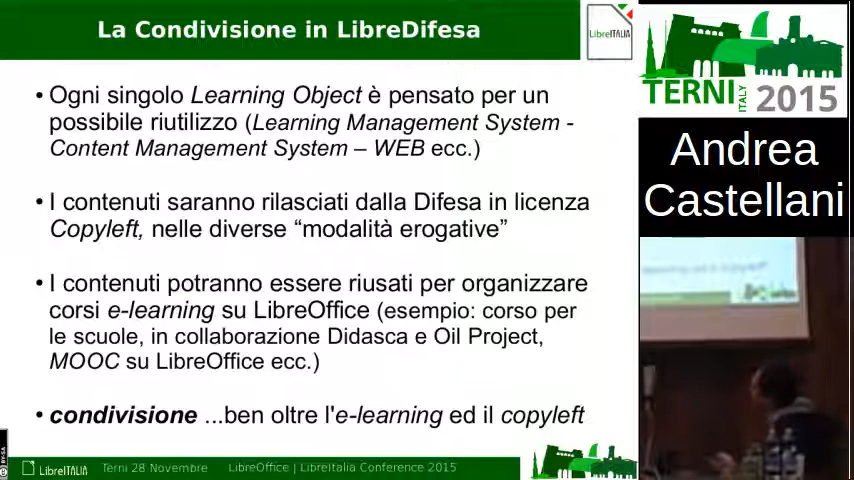 La Condivisione in LibreDifesa
LibreITALIA
• Ogni singolo Learning Object è pensato per un
possibile riutilizzo (Learning Management System -
Content Management System – WEB ecc.)
• I contenuti saranno rilasciati dalla Difesa in licenza
Copyleft, nelle diverse “modalità erogative”
• I contenuti potranno essere riusati per organizzare
corsi e-learning su LibreOffice (esempio: corso per
le scuole, in collaborazione Didasca e Oil Project,
MOOC su LibreOffice ecc.)
• condivisione ...ben oltre l'e-learning ed il copyleft
BY-SA
LibreITALIA Terni 28 Novembre LibreOffice | LibreItalia Conference 2015
TERNI ITALY 2015
Andrea
Castellani